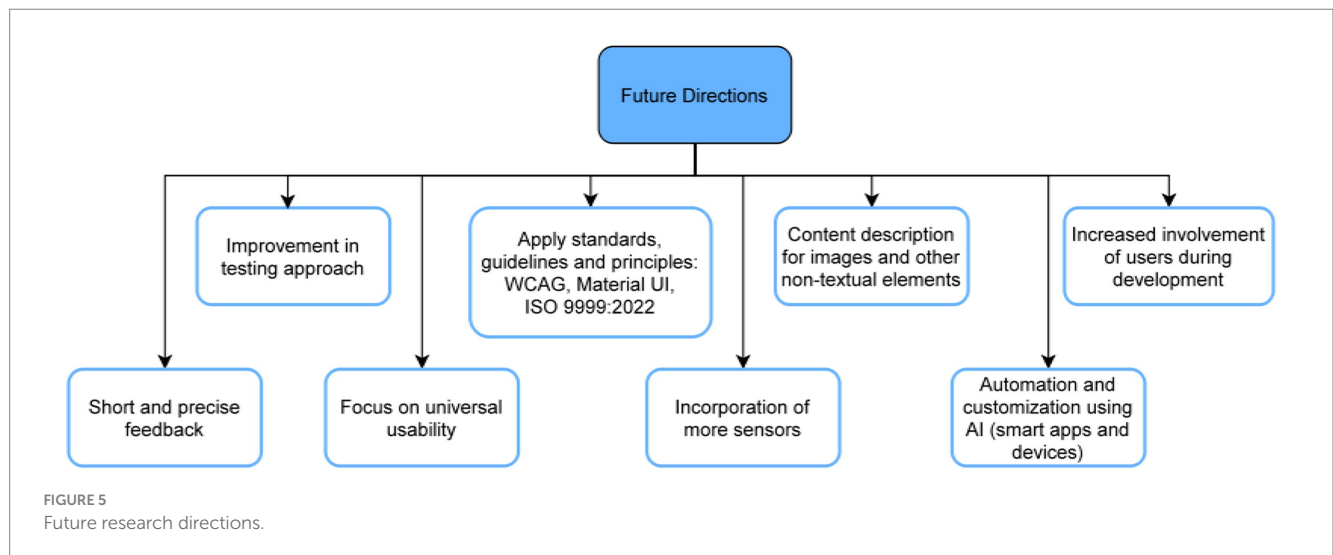 Future Directions
Improvement in
testing approach
Apply standards,
guidelines and principles:
WCAG, Material UI,
ISO 9999:2022
Content description
for images and other
non-textual elements
Increased involvement
of users during
development
Short and precise
feedback
Focus on universal
usability
Incorporation of
more sensors
Automation and
customization using
AI (smart apps and
devices)
FIGURE 5
Future research directions.